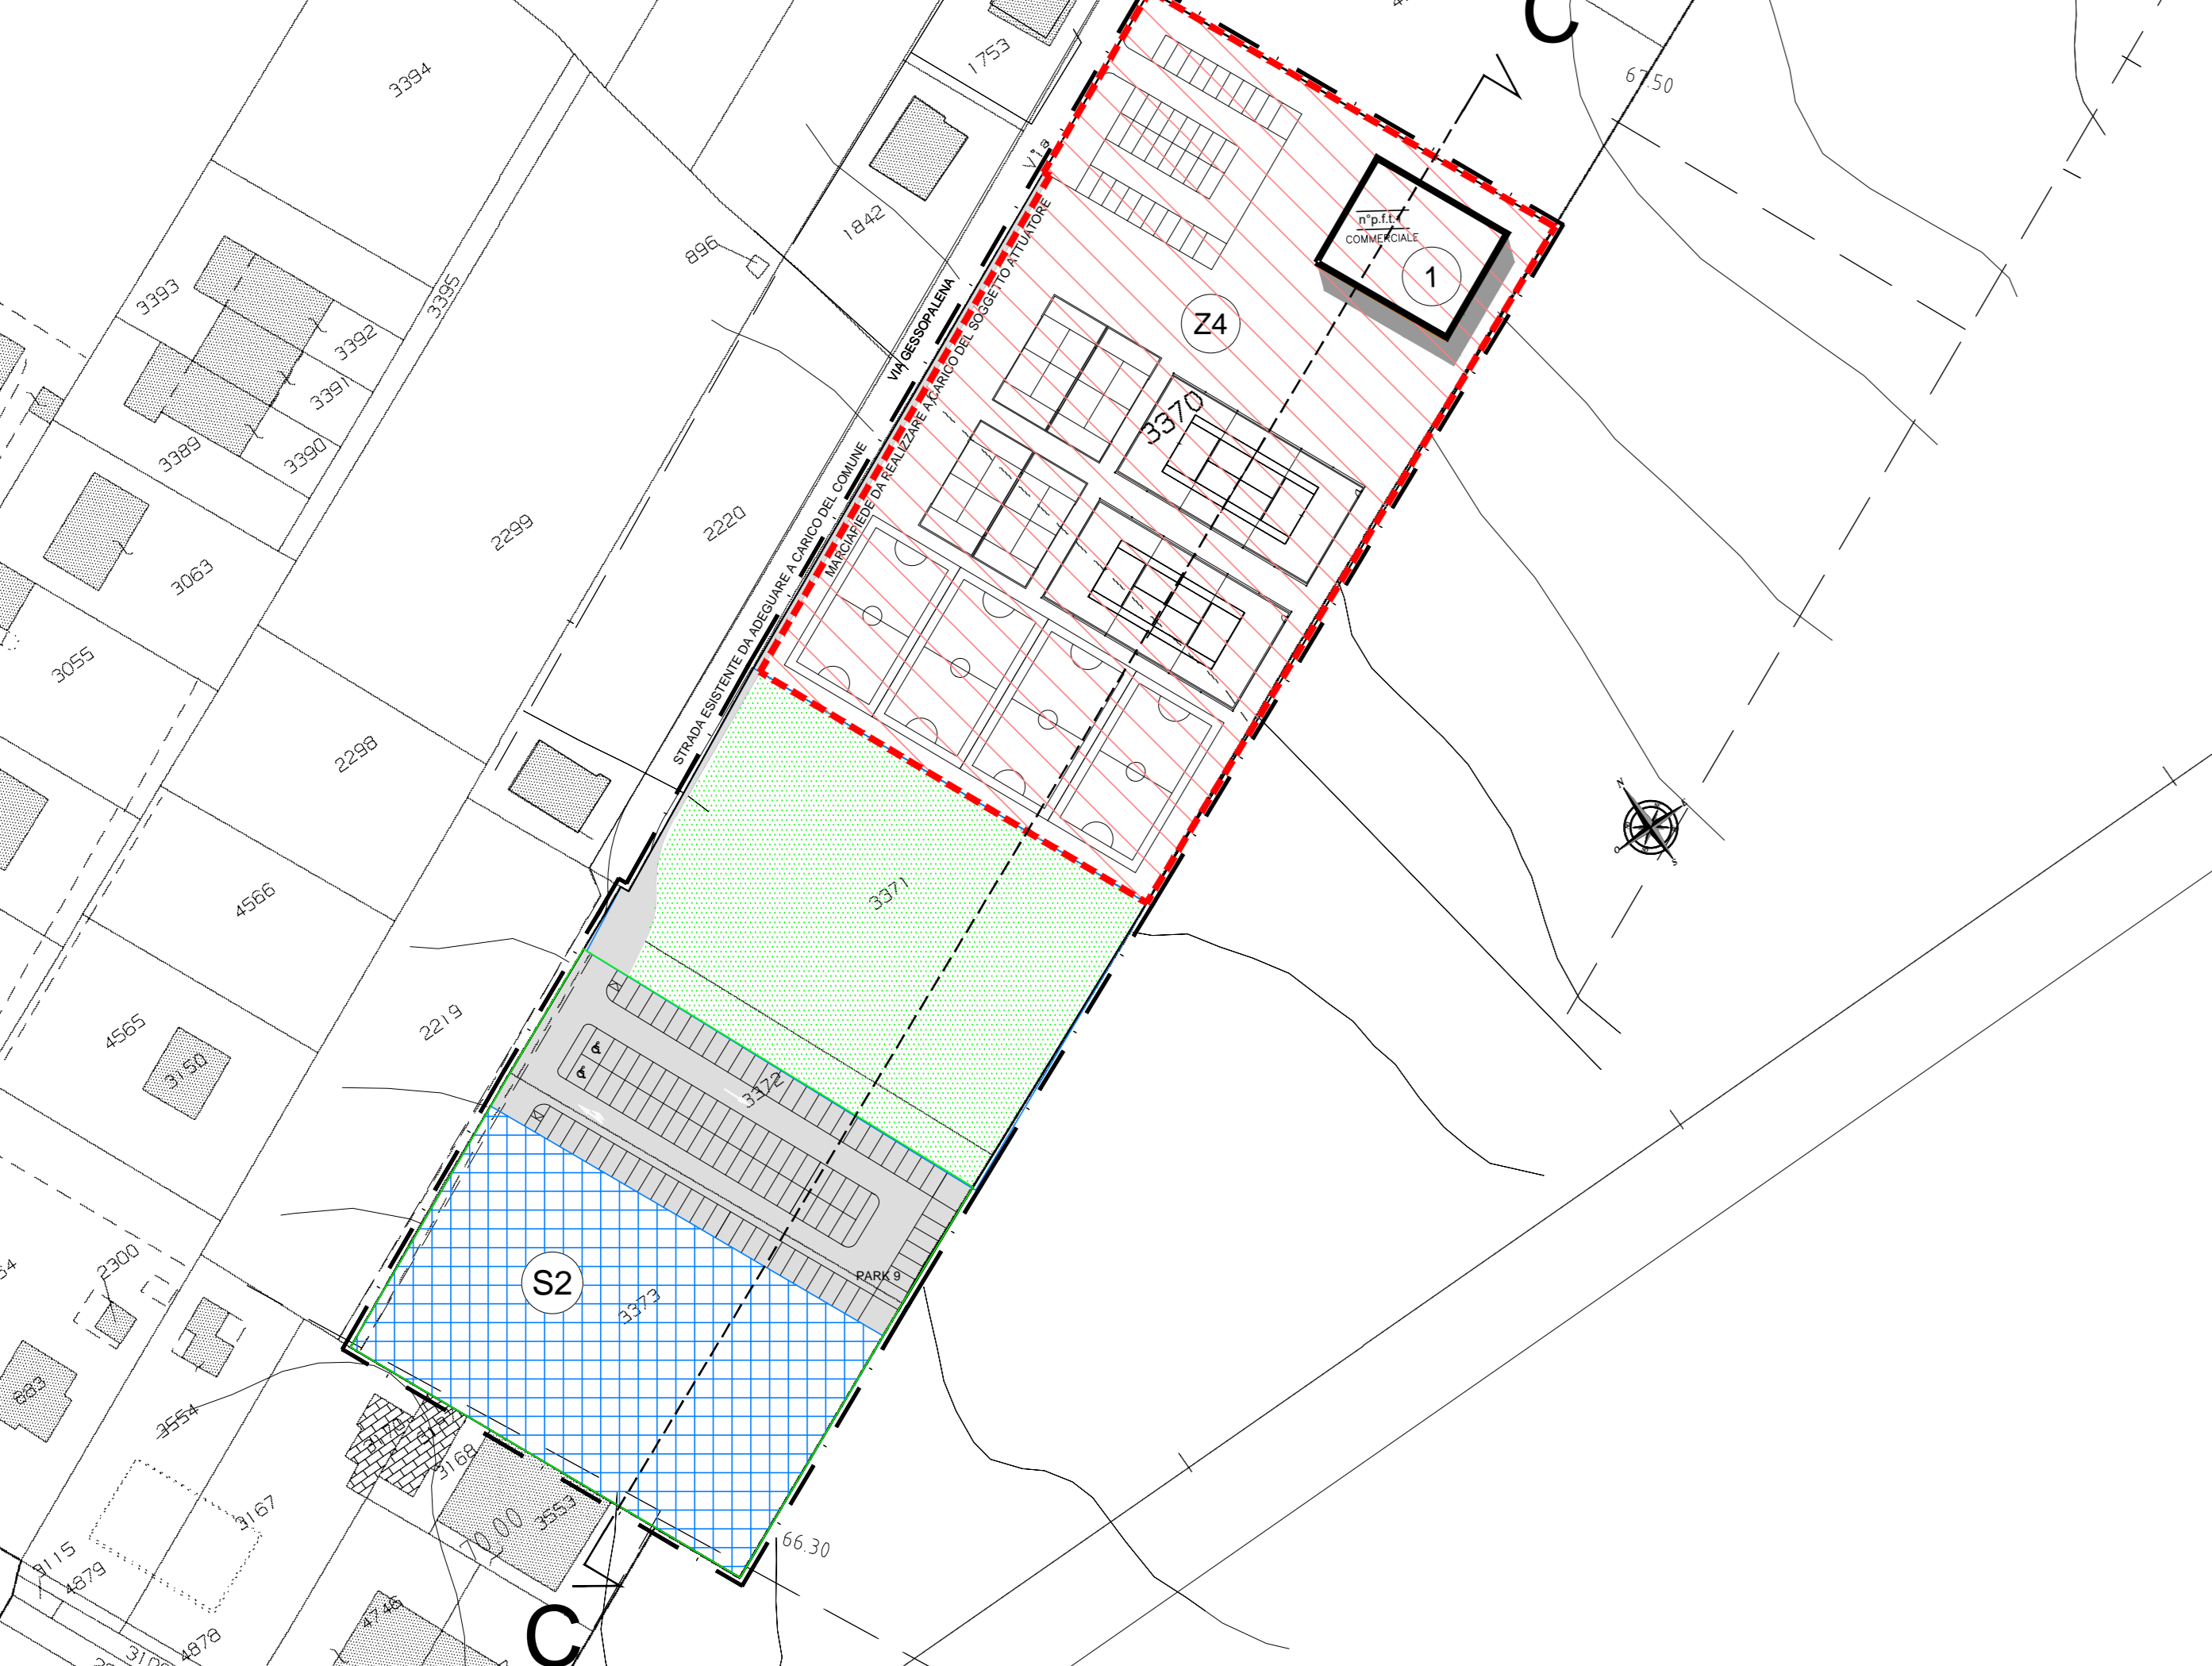 C
67.50
3394
1753
Via
1842
896
3393
3395
3392
3391
3390
3389
n°p.f.t.1
COMMERCIALE
1
Z4
VIA GESSOPALENA
MARCIAPIEDE DA REALIZZARE A CARICO DEL SOGGETTO ATTUATORE
STRADA ESISTENTE DA ADEGUARE A CARICO DEL COMUNE
3370
2299
2220
3063
3055
2298
N
E
O
S
3371
4566
4565
2219
3150
3372
PARK 9
S2
3373
2300
883
3554
3168
3167
3553
70.00
66.30
3115
4879
4746
4878
C